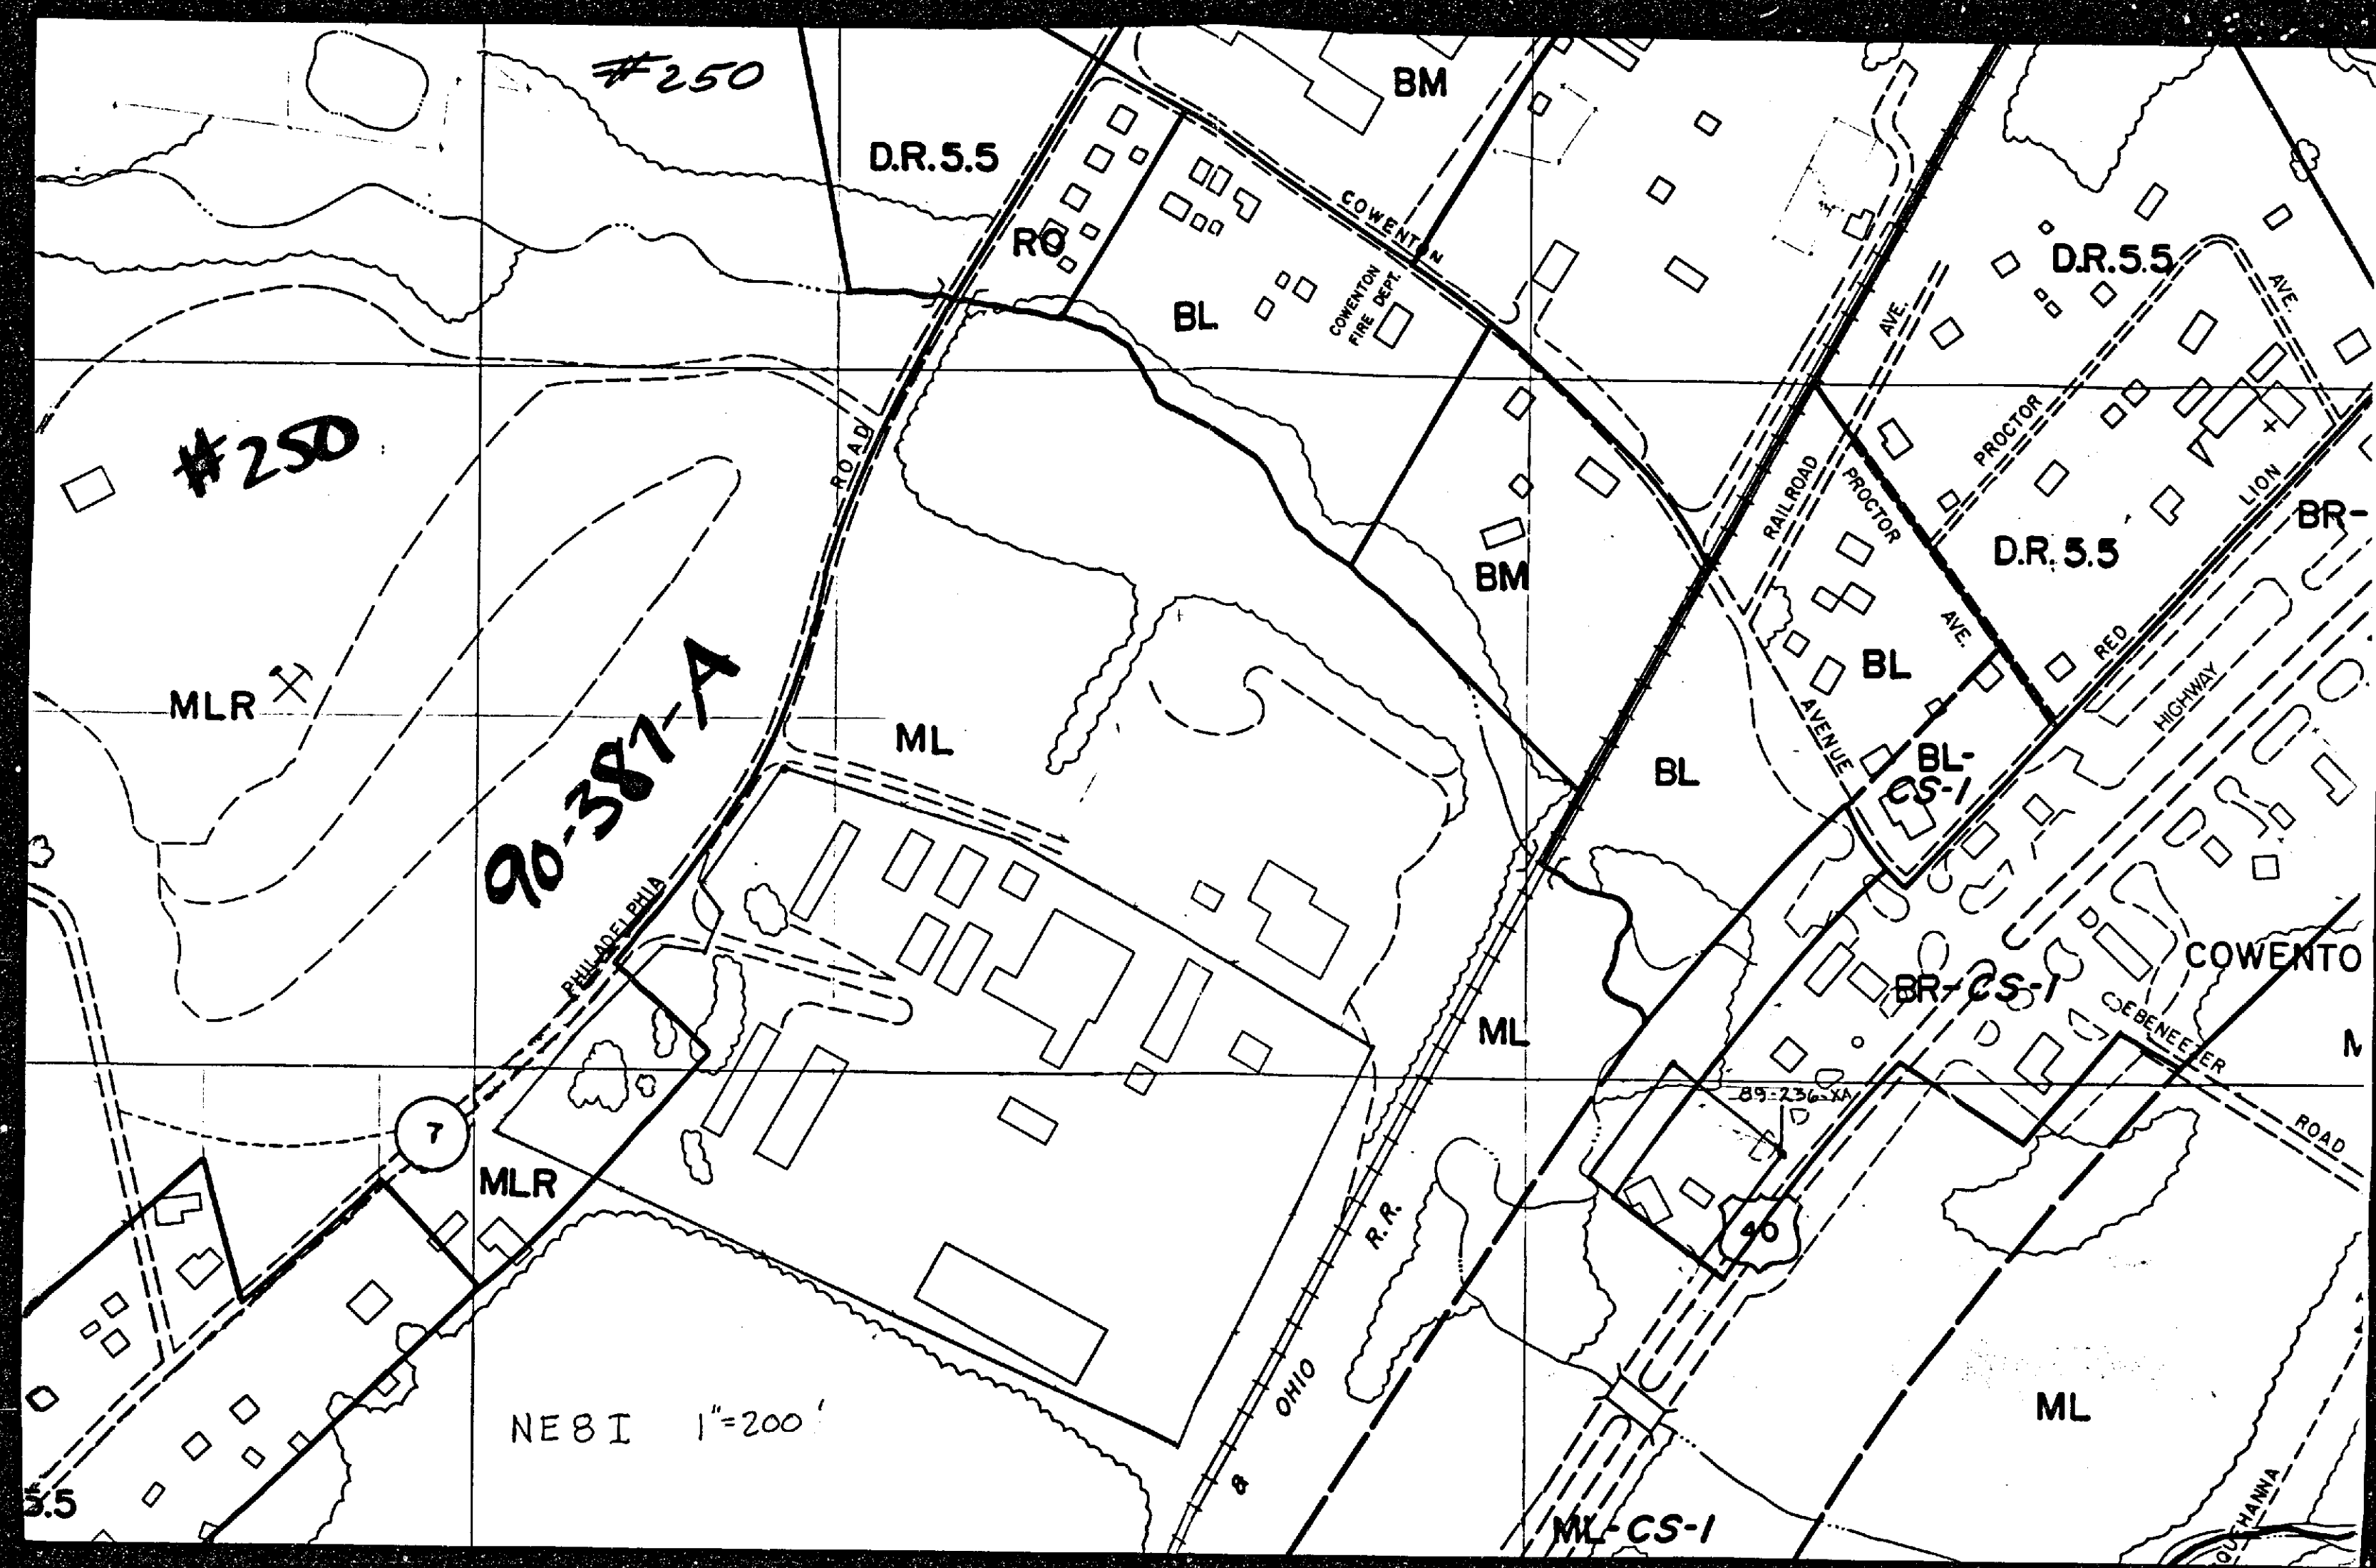 #250
BM
D.R.5.5
COWENTON
RO
D.R.5.5
AVE.
BL
COWENTON
FIRE DEPT.
AVE.
#250
ROAD
PROCTOR
RAILROAD
PROCTOR
LION
BR-
D.R.5.5
BM
AVE.
RED
BL
MLR
90-387-A
HIGHWAY
ML
AVENUE
BL
BL-
CS-1
PHILADELPHIA
COWENTO
BR-CS-1
EBENEEZER
ML
89-236-XA
ROAD
7
MLR
40
R.R.
OHIO
ML
NE 8 I 1"=200'
&
5.5
ML-CS-1
QUEHANNA